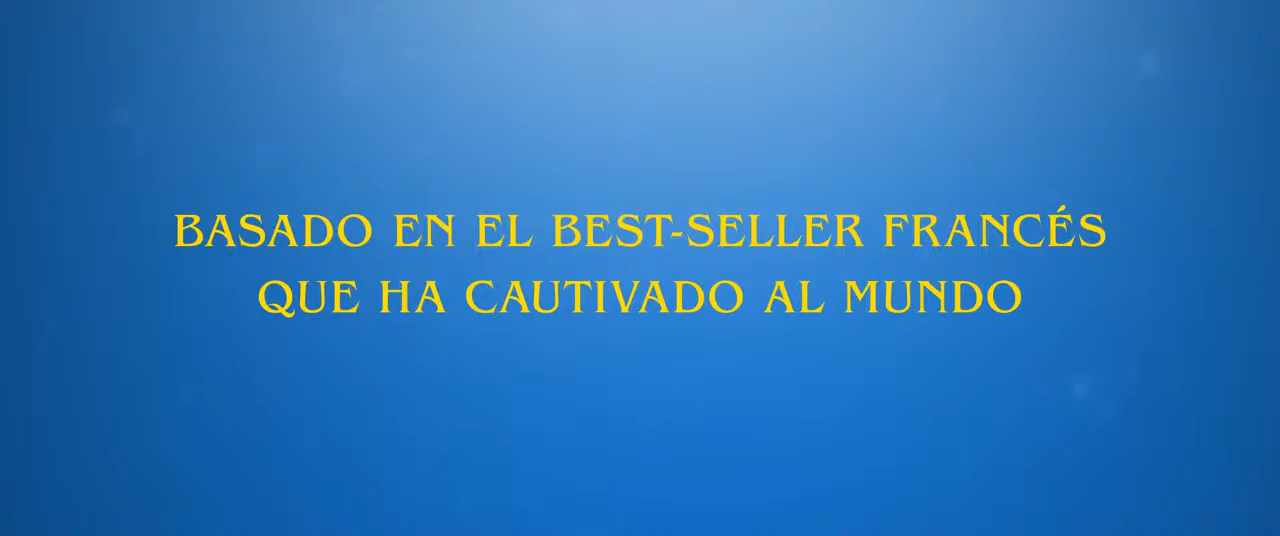 BASADO EN EL BEST-SELLER FRANCÉS
QUE HA CAUTIVADO AL MUNDO